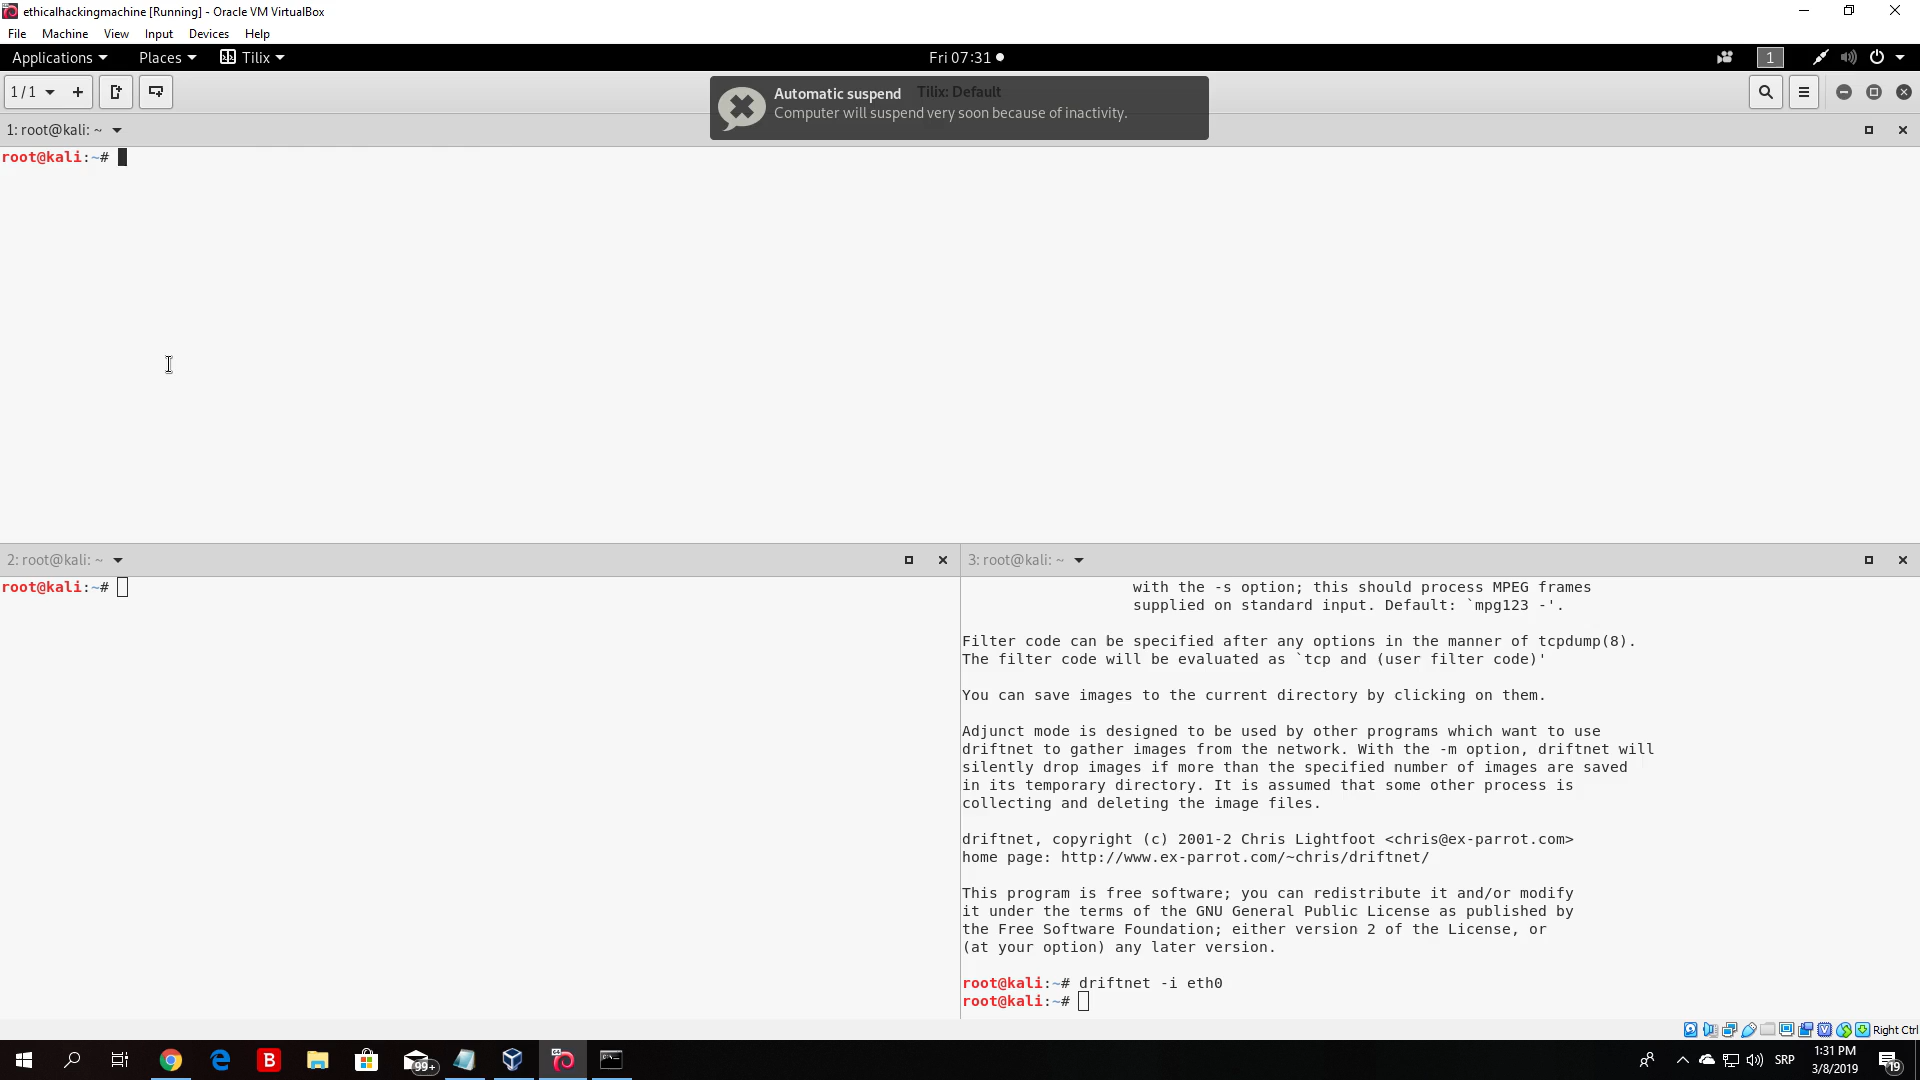 ethicalhackingmachine [Running] - Oracle VM VirtualBox
File Machine View Input Devices Help
Applications Places Tilix Fri 07:31 1
1 / 1 Tilix: Default
Automatic suspend
Computer will suspend very soon because of inactivity.
1: root@kali: ~
root@kali:~#
2: root@kali: ~
root@kali:~#
3: root@kali: ~
with the -s option; this should process MPEG frames
supplied on standard input. Default: `mpg123 -'.
Filter code can be specified after any options in the manner of tcpdump(8).
The filter code will be evaluated as `tcp and (user filter code)'
You can save images to the current directory by clicking on them.
Adjunct mode is designed to be used by other programs which want to use
driftnet to gather images from the network. With the -m option, driftnet will
silently drop images if more than the specified number of images are saved
in its temporary directory. It is assumed that some other process is
collecting and deleting the image files.
driftnet, copyright (c) 2001-2 Chris Lightfoot <chris@ex-parrot.com>
home page: http://www.ex-parrot.com/~chris/driftnet/
This program is free software; you can redistribute it and/or modify
it under the terms of the GNU General Public License as published by
the Free Software Foundation; either version 2 of the License, or
(at your option) any later version.
root@kali:~# driftnet -i eth0
root@kali:~#
Right Ctrl
99+
SRP
1:31 PM
3/8/2019
19